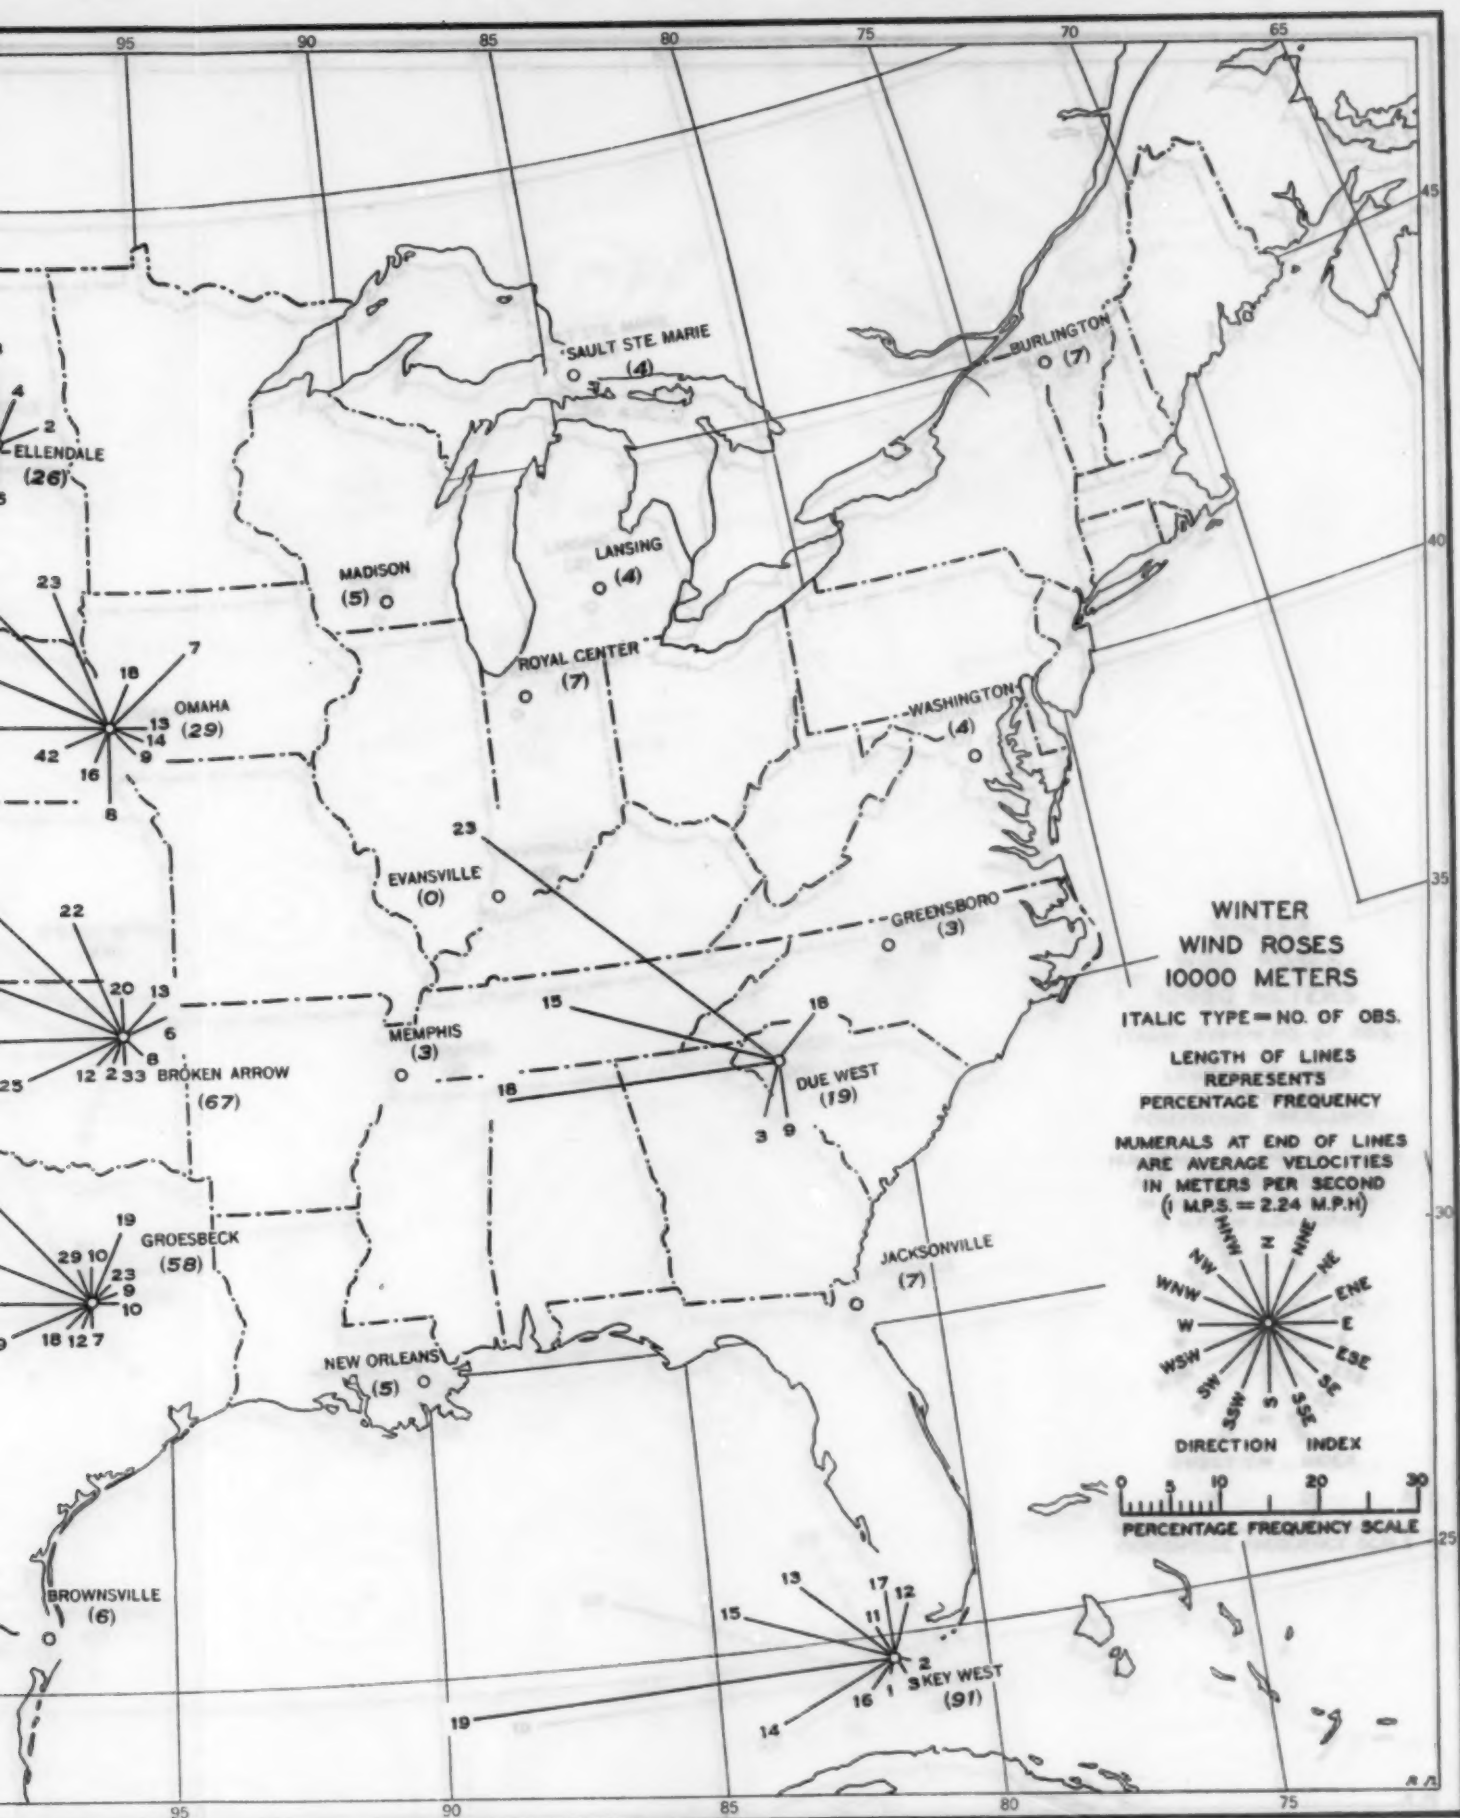 95 90 85 80 75 70 65
45
SAULT STE. MARIE
(4)
BURLINGTON
(7)
4
2
ELLENDALE
(26)
40
LANSING
(4)
MADISON
(5)
23
7
18
ROYAL CENTER
(7)
OMAHA
(29)
13
14
9
42
16
8
WASHINGTON
(4)
23
35
EVANSVILLE
(0)
GREENSBORO
(3)
WINTER
WIND ROSES
10000 METERS
ITALIC TYPE = NO. OF OBS.
LENGTH OF LINES
REPRESENTS
PERCENTAGE FREQUENCY
NUMERALS AT END OF LINES
ARE AVERAGE VELOCITIES
IN METERS PER SECOND
(1 M.P.S. = 2.24 M.P.H)
22
20
13
6
8
25
12 2 33
BROKEN ARROW
(67)
MEMPHIS
(3)
15
18
18
DUE WEST
(19)
3 9
30
19
GROESBECK
(58)
29 10
23
9
10
18 12 7
9
JACKSONVILLE
(7)
NNW N NNE
NW NE
WNW ENE
W E
WSW ESE
SW SE
SSW S SSE
DIRECTION INDEX
0 5 10 20 30
PERCENTAGE FREQUENCY SCALE
NEW ORLEANS
(5)
25
BROWNSVILLE
(6)
13
17
12
11
15
2
3
KEY WEST
(91)
1
16
14
19
95 90 85 80 75